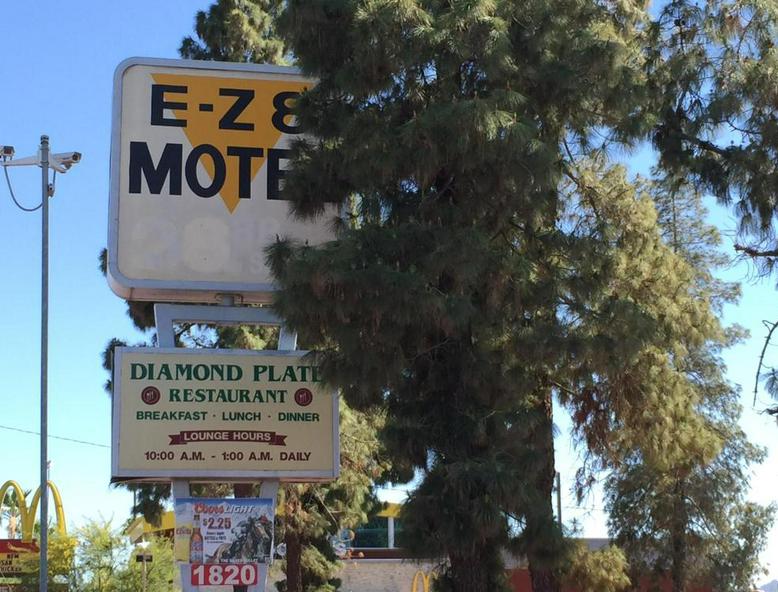 E-Z 8
MOTE
DIAMOND PLATE
RESTAURANT
BREAKFAST · LUNCH · DINNER
LOUNGE HOURS
10:00 A.M. - 1:00 A.M. DAILY
Coors LIGHT
$2.25
1820
NEW